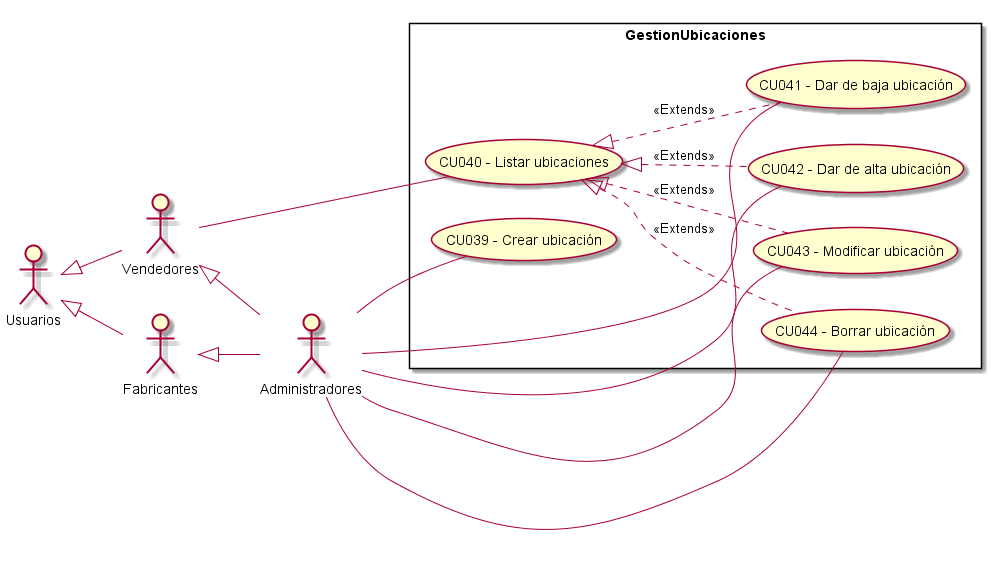 GestionUbicaciones
CU041 - Dar de baja ubicación
«Extends»
CU040 - Listar ubicaciones
«Extends»
CU042 - Dar de alta ubicación
«Extends»
«Extends»
CU039 - Crear ubicación
CU043 - Modificar ubicación
Vendedores
Usuarios
CU044 - Borrar ubicación
Fabricantes
Administradores